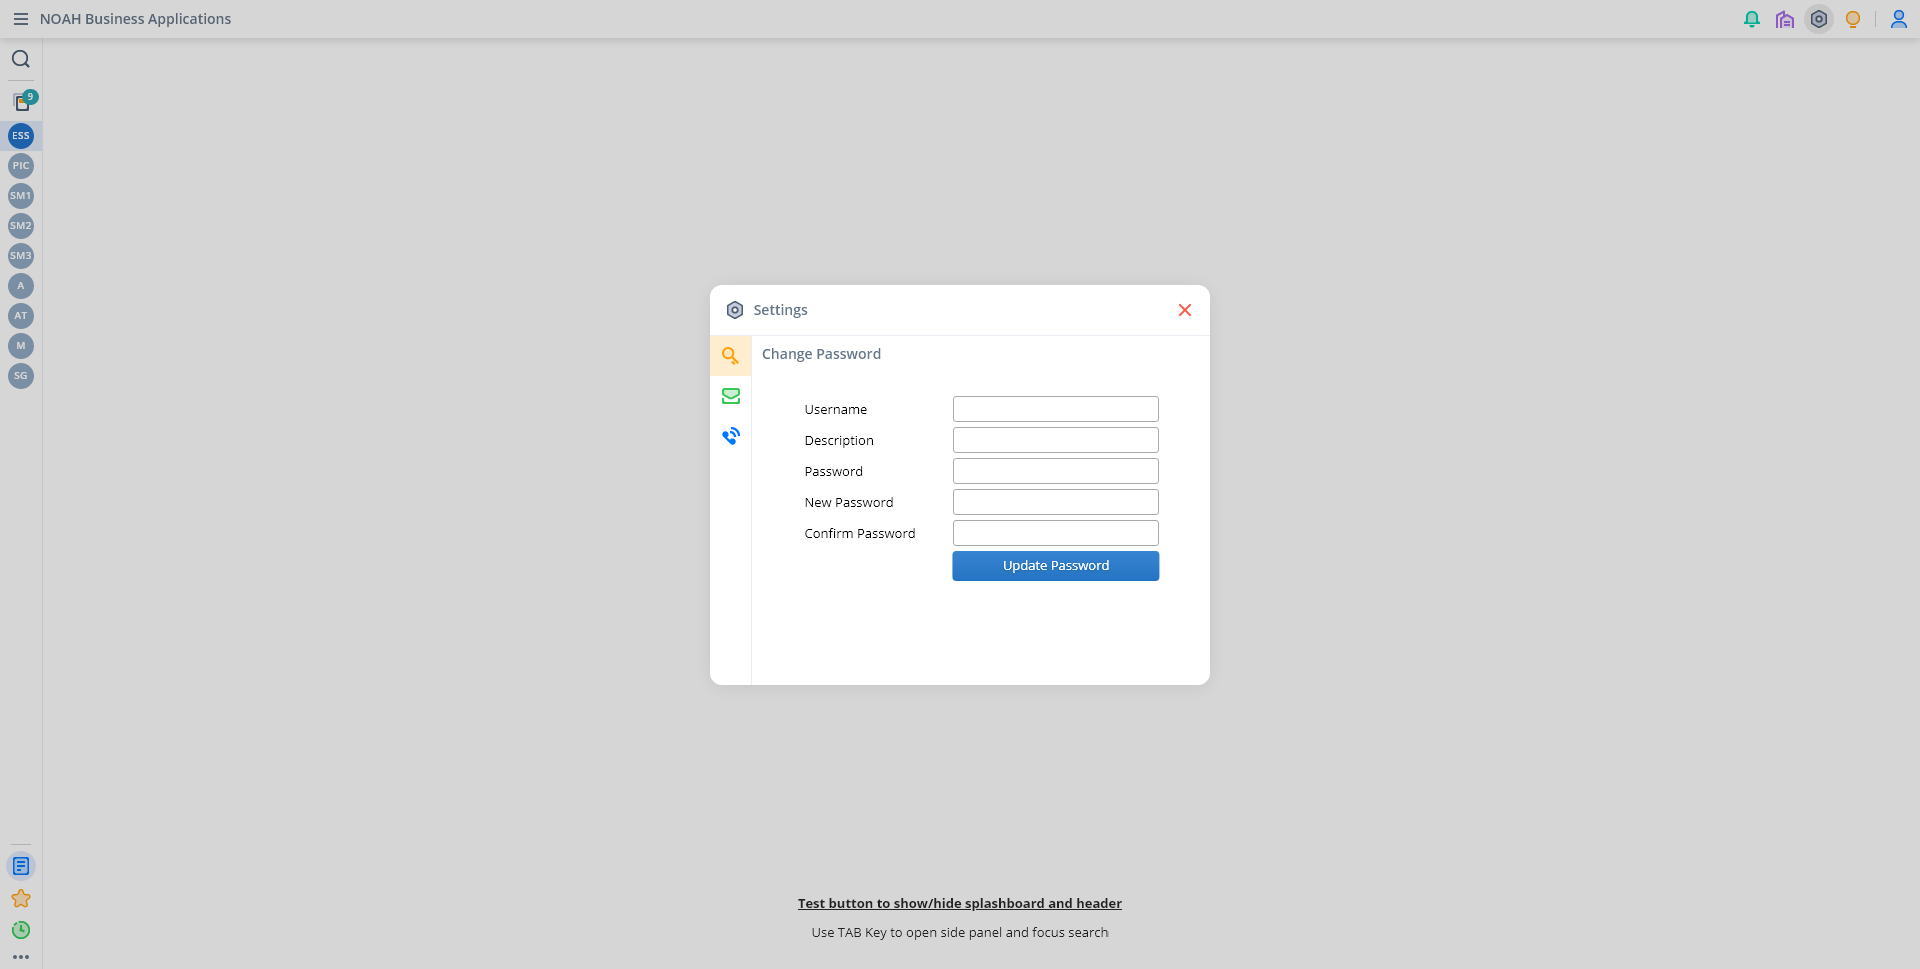 NOAH Business Applications
9
ESS
PIC
SM1
SM2
SM3
A
AT
M
SG
Settings
Change Password
Username
Description
Password
New Password
Confirm Password
Update Password
Test button to show/hide splashboard and header
Use TAB Key to open side panel and focus search